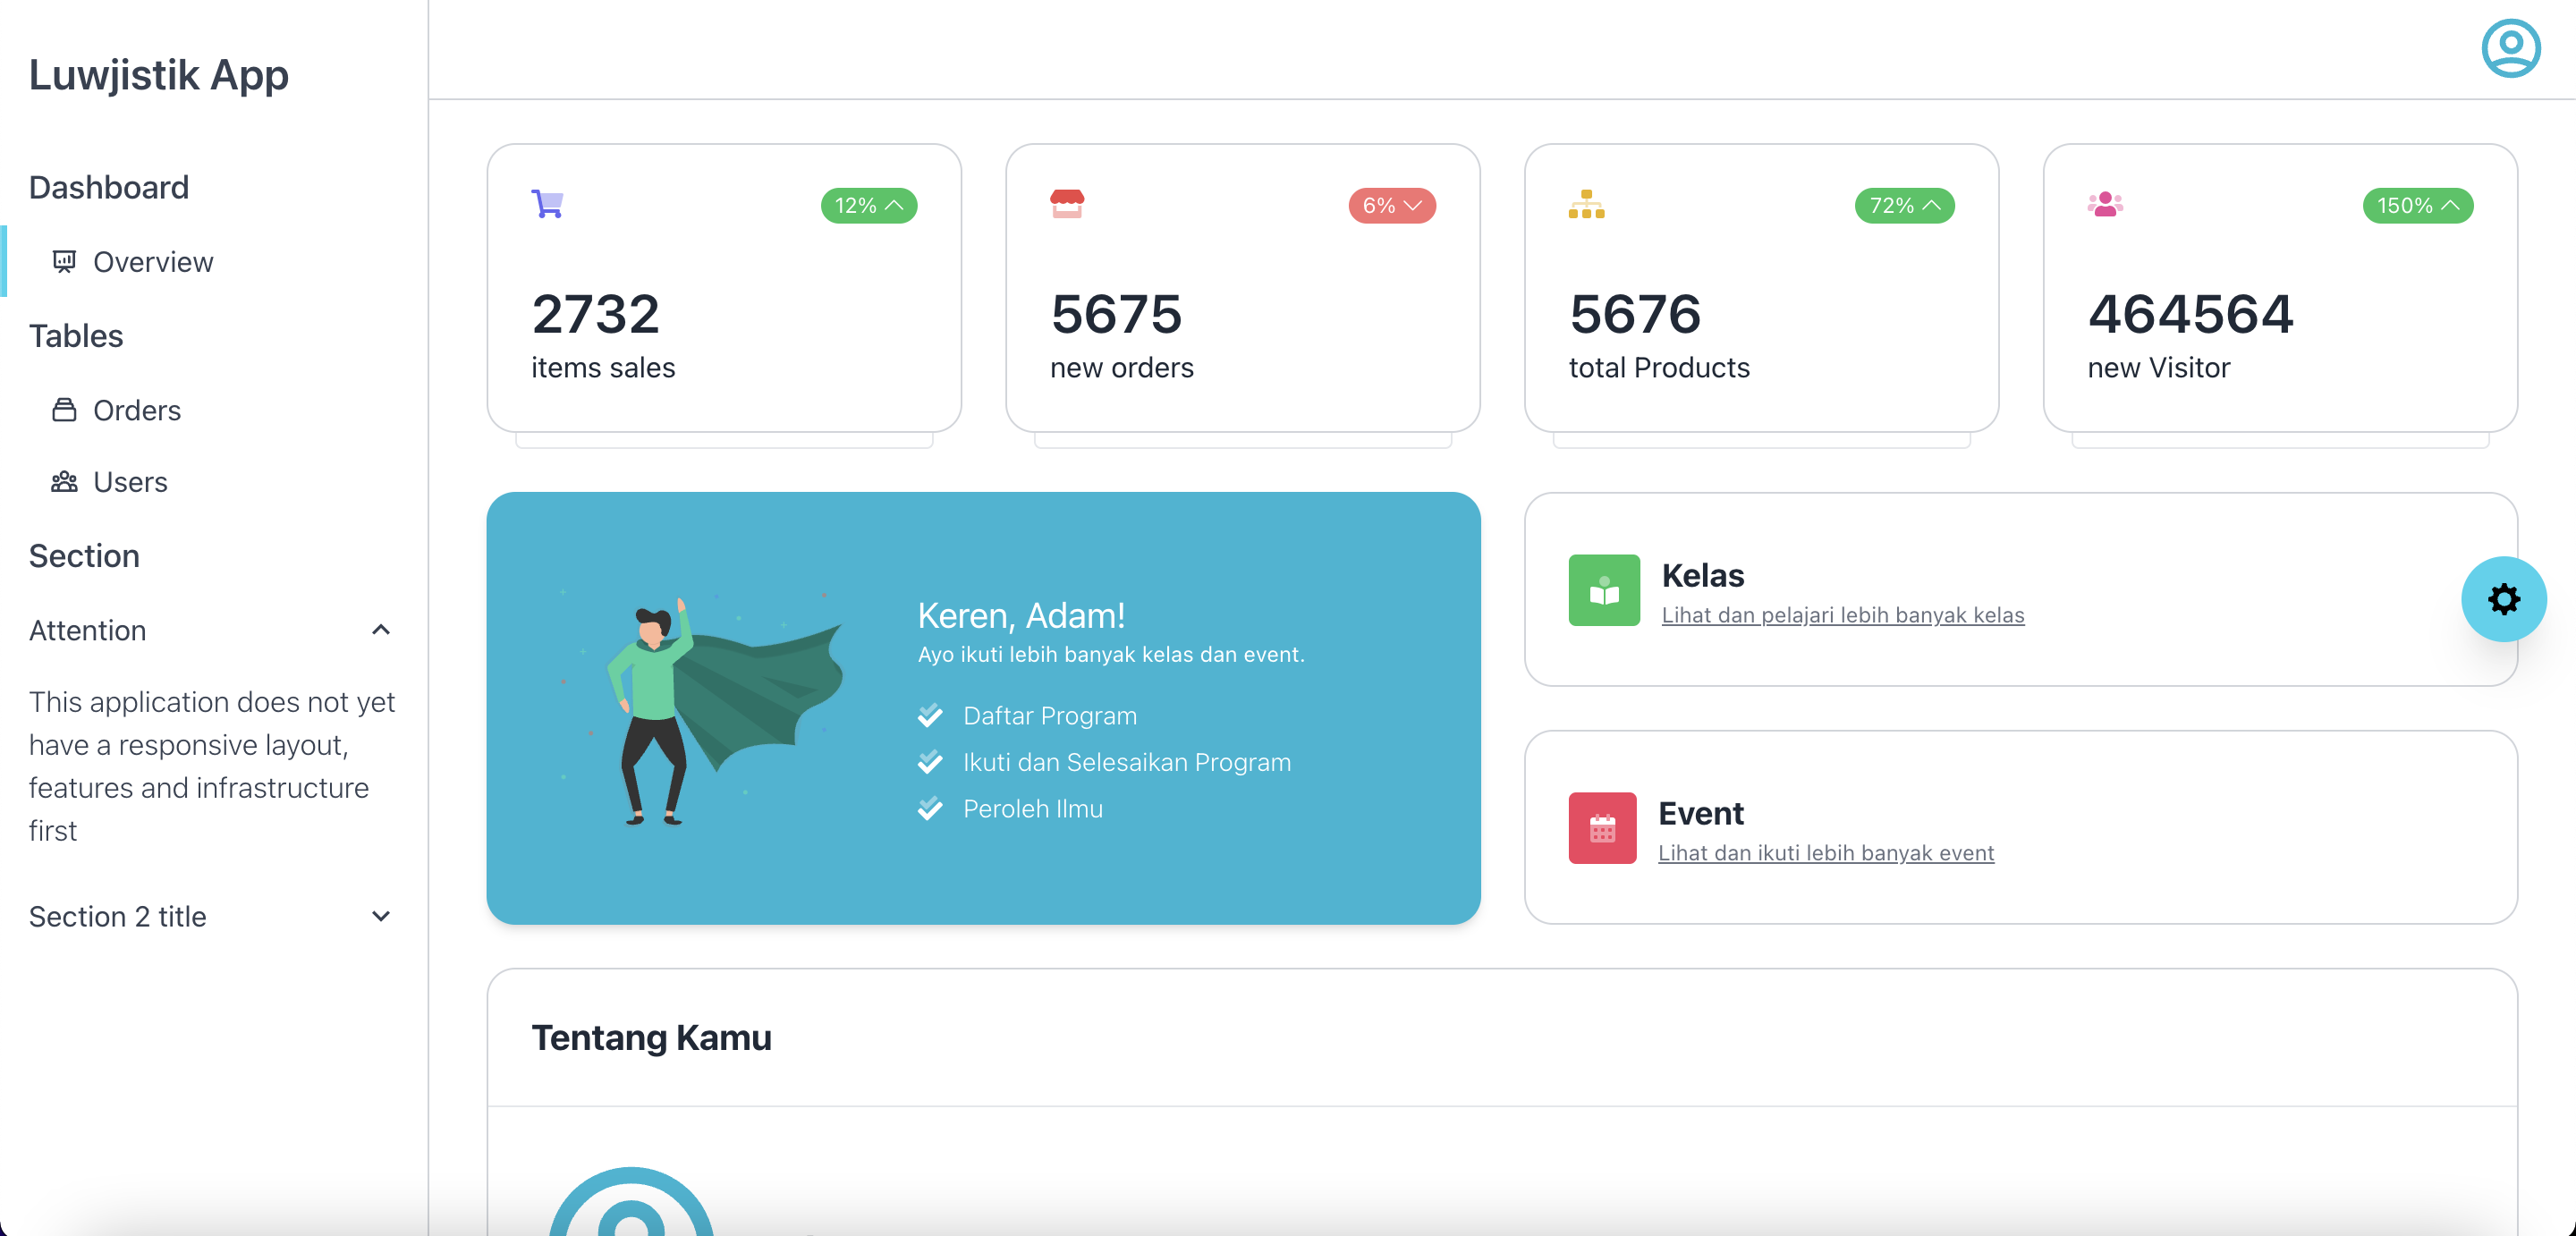 Luwjistik App
Dashboard
Overview
Tables
Orders
Users
Section
Attention
This application does not yet
have a responsive layout,
features and infrastructure
first
Section 2 title
12%
2732
items sales
6%
5675
new orders
72%
5676
total Products
150%
464564
new Visitor
Keren, Adam!
Ayo ikuti lebih banyak kelas dan event.
Daftar Program
Ikuti dan Selesaikan Program
Peroleh Ilmu
Kelas
Lihat dan pelajari lebih banyak kelas
Event
Lihat dan ikuti lebih banyak event
Tentang Kamu